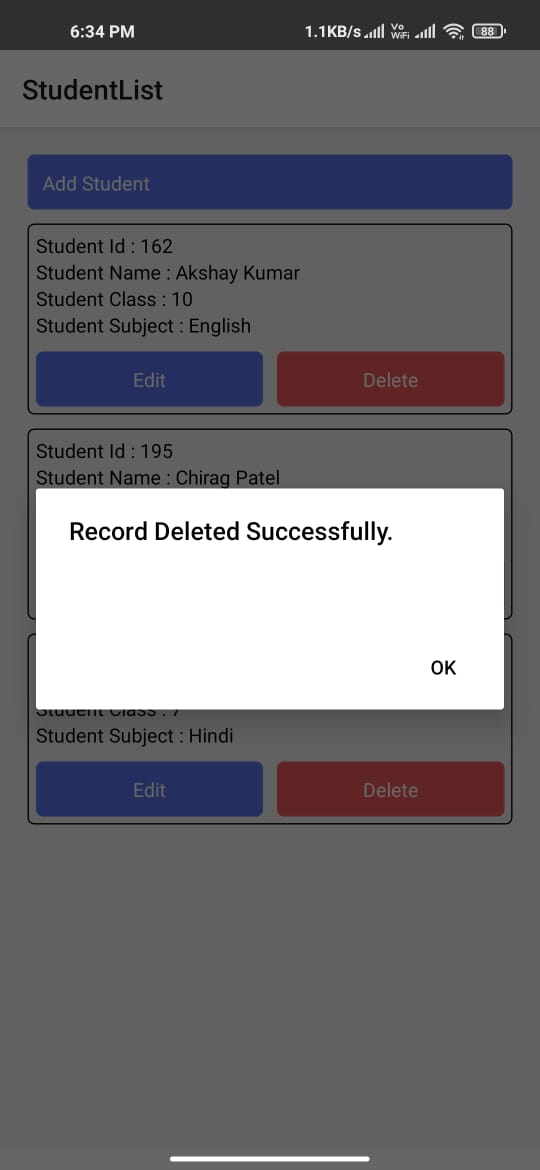 6:34 PM
1.1KB/s
Vo
WiFi
88
StudentList
Add Student
Student Id : 162
Student Name : Akshay Kumar
Student Class : 10
Student Subject : English
Edit
Delete
Student Id : 195
Student Name : Chirag Patel
Record Deleted Successfully.
OK
Student Class : 7
Student Subject : Hindi
Edit
Delete